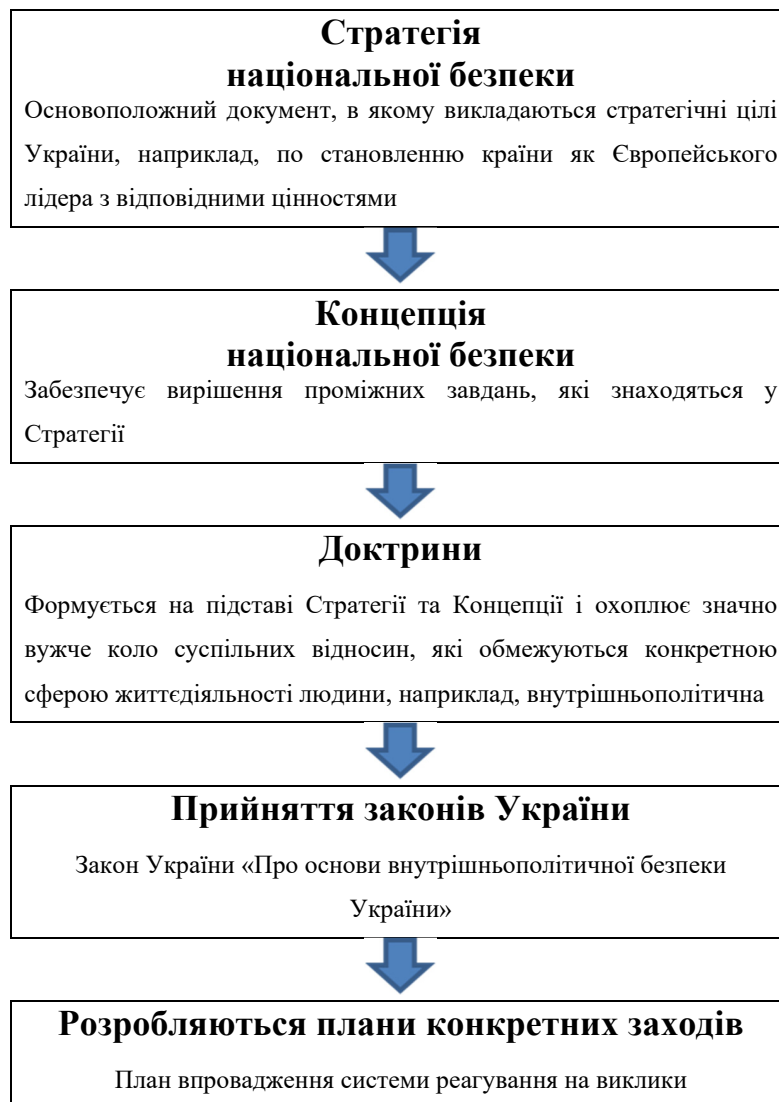 Стратегія
національної безпеки
Основоположний документ, в якому викладаються стратегічні цілі
України, наприклад, по становленню країни як Європейського
лідера з відповідними цінностями
Концепція
національної безпеки
Забезпечує вирішення проміжних завдань, які знаходяться у
Стратегії
Доктрини
Формується на підставі Стратегії та Концепції і охоплює значно
вужче коло суспільних відносин, які обмежуються конкретною
сферою життєдіяльності людини, наприклад, внутрішньополітична
Прийняття законів України
Закон України «Про основи внутрішньополітичної безпеки
України»
Розробляються плани конкретних заходів
План впровадження системи реагування на виклики